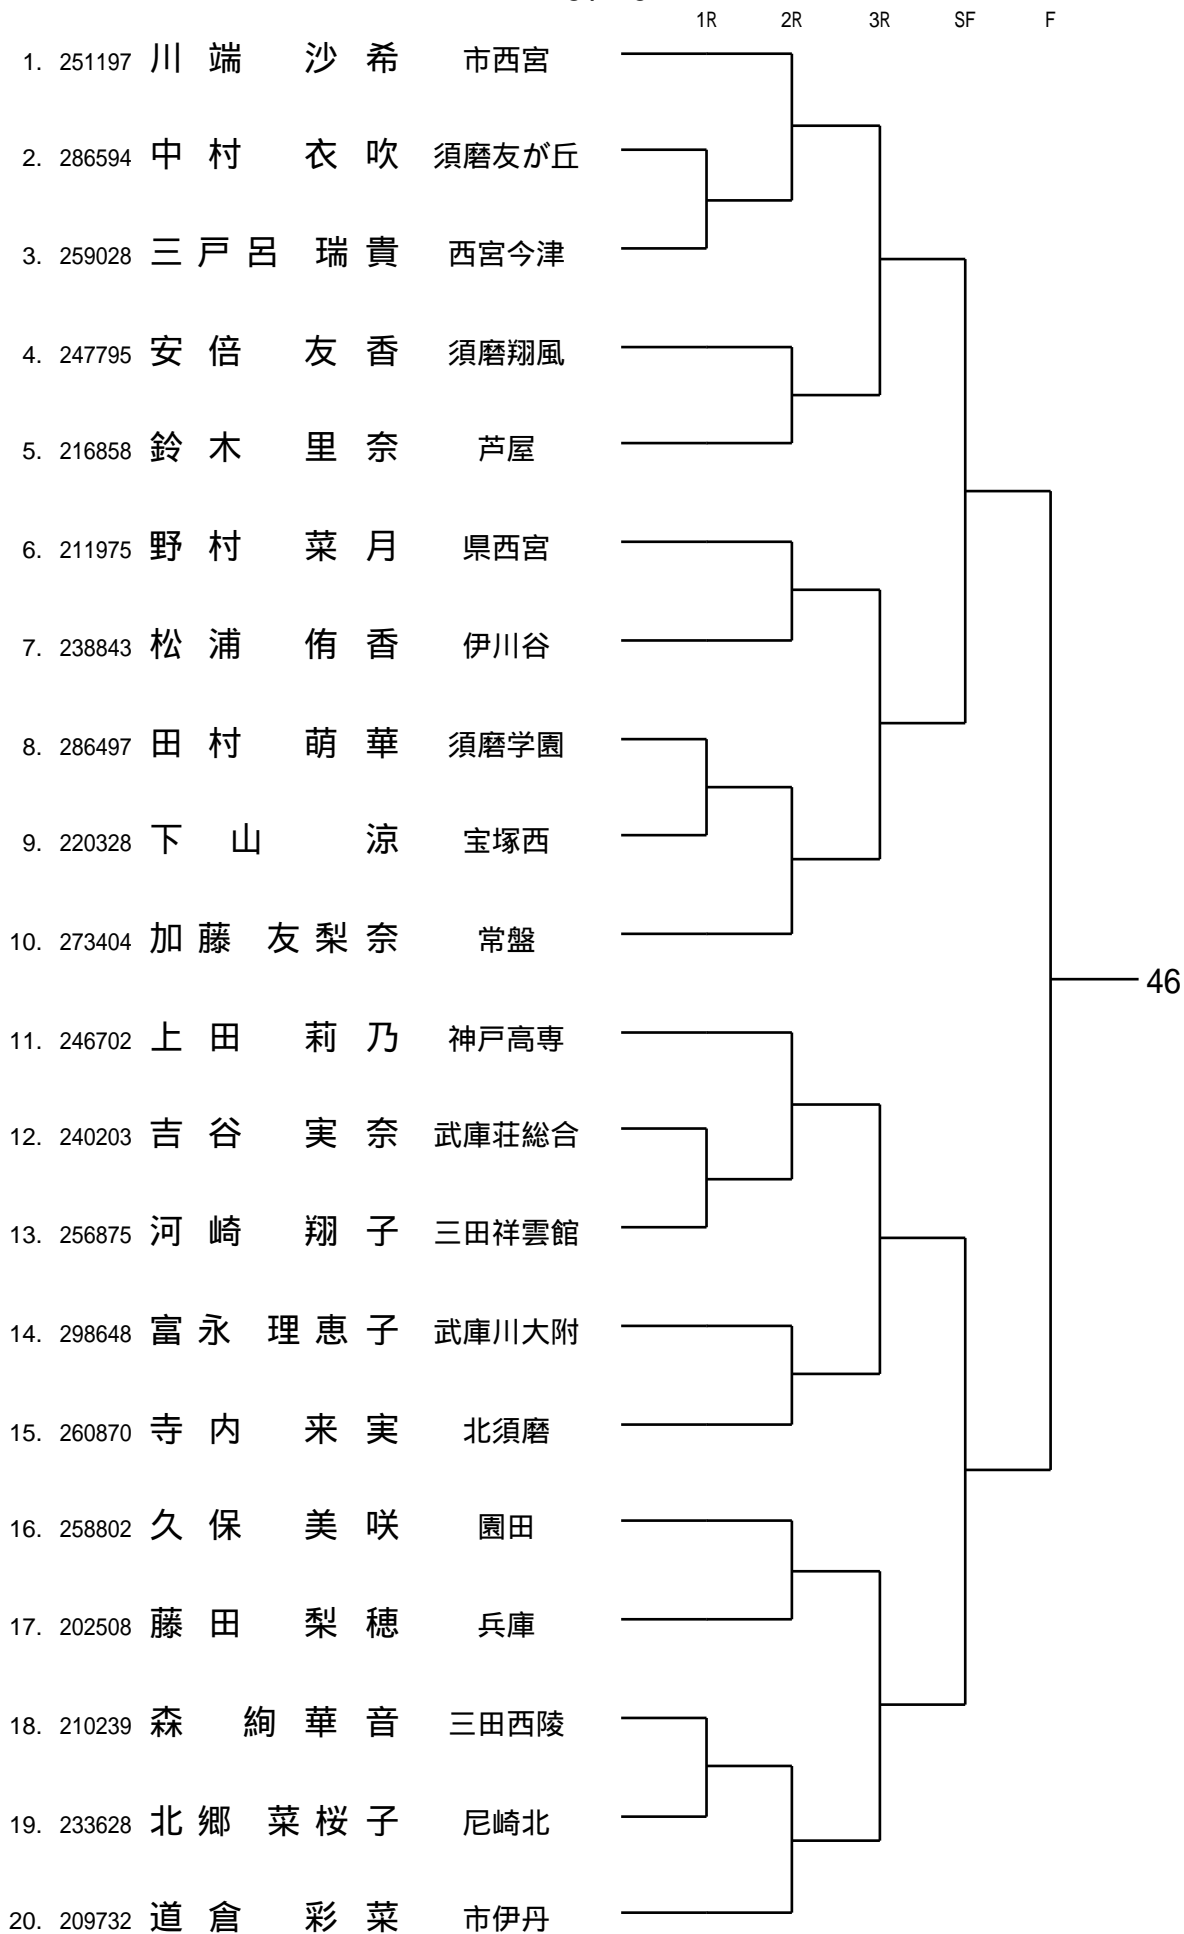 1R 2R 3R SF F
1. 251197 川端 沙希 市西宮
2. 286594 中村 衣吹 須磨友が丘
3. 259028 三戸呂 瑞貴 西宮今津
4. 247795 安倍 友香 須磨翔風
5. 216858 鈴木 里奈 芦屋
6. 211975 野村 菜月 県西宮
7. 238843 松浦 侑香 伊川谷
8. 286497 田村 萌華 須磨学園
9. 220328 下山 涼 宝塚西
10. 273404 加藤 友梨奈 常盤
46
11. 246702 上田 莉乃 神戸高専
12. 240203 吉谷 実奈 武庫荘総合
13. 256875 河崎 翔子 三田祥雲館
14. 298648 富永 理恵子 武庫川大附
15. 260870 寺内 来実 北須磨
16. 258802 久保 美咲 園田
17. 202508 藤田 梨穂 兵庫
18. 210239 森 絢華音 三田西陵
19. 233628 北郷 菜桜子 尼崎北
20. 209732 道倉 彩菜 市伊丹